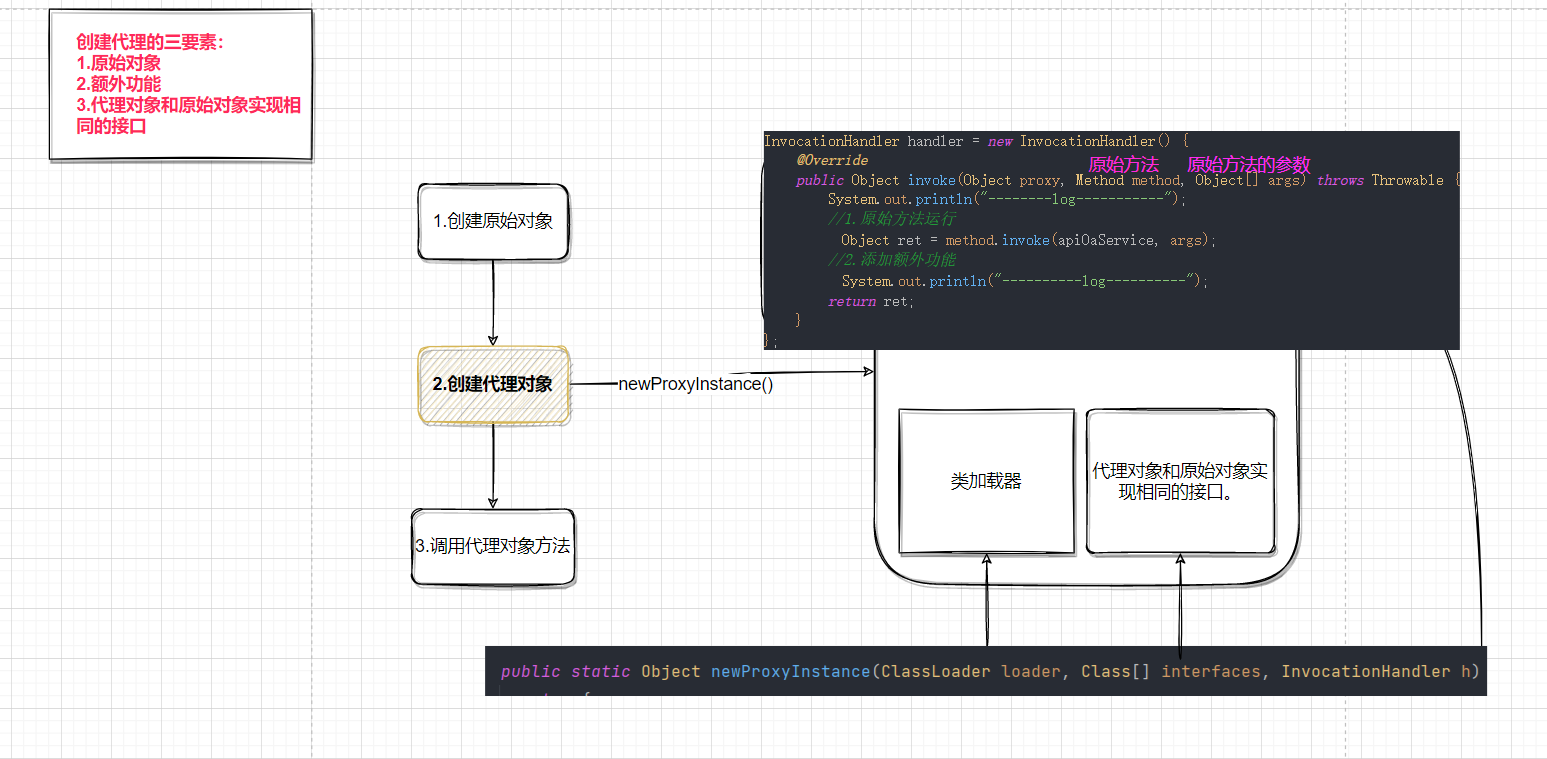 创建代理的三要素：
1.原始对象
2.额外功能
3.代理对象和原始对象实现相
同的接口
InvocationHandler handler = new InvocationHandler() {
@Override
原始方法 原始方法的参数
public Object invoke(Object proxy, Method method, Object[] args) throws Throwable {
System.out.println("--------log-----------");
//1.原始方法运行
Object ret = method.invoke(apiOaService, args);
//2.添加额外功能
System.out.println("----------log----------");
return ret;
}
};
1.创建原始对象
2.创建代理对象
newProxyInstance()
类加载器
代理对象和原始对象实
现相同的接口。
3.调用代理对象方法
public static Object newProxyInstance(ClassLoader loader, Class[] interfaces, InvocationHandler h)